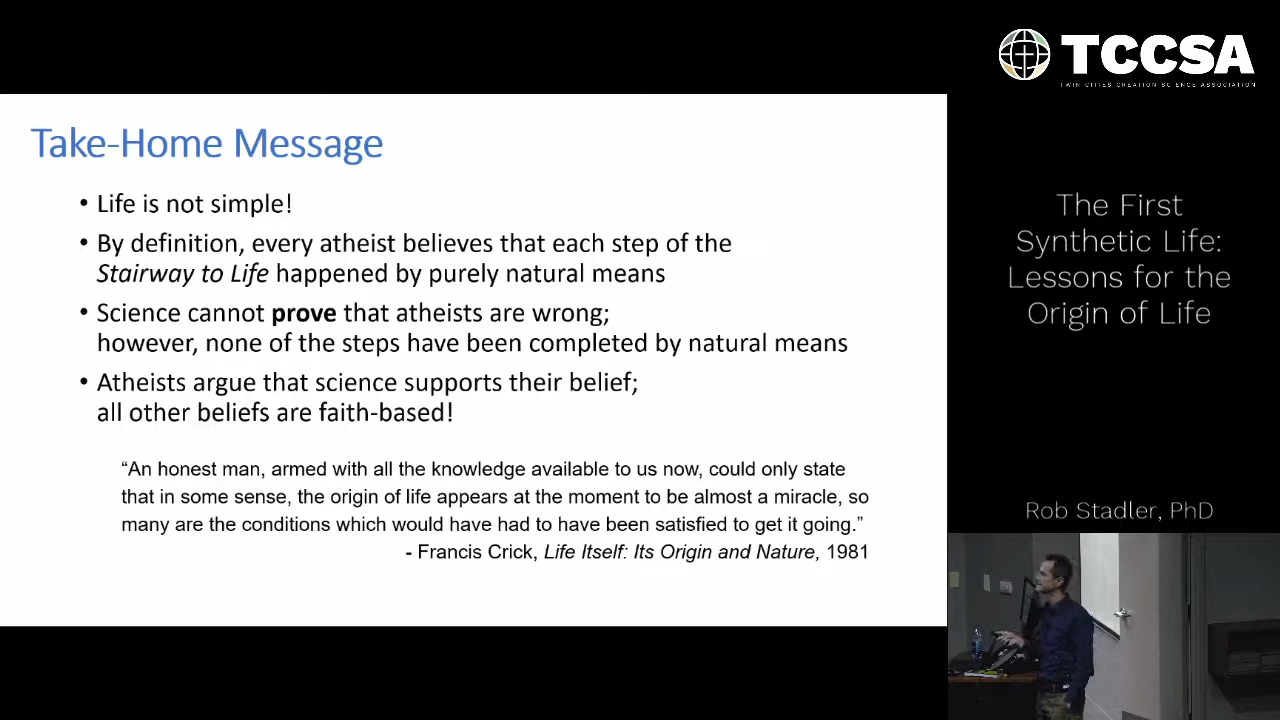 TCCSA
TWIN CITIES CREATION SCIENCE ASSOCIATION
Take-Home Message
• Life is not simple!
• By definition, every atheist believes that each step of the
Stairway to Life happened by purely natural means
• Science cannot prove that atheists are wrong;
however, none of the steps have been completed by natural means
• Atheists argue that science supports their belief;
all other beliefs are faith-based!
“An honest man, armed with all the knowledge available to us now, could only state
that in some sense, the origin of life appears at the moment to be almost a miracle, so
many are the conditions which would have had to have been satisfied to get it going.”
- Francis Crick, Life Itself: Its Origin and Nature, 1981
The First
Synthetic Life:
Lessons for the
Origin of Life
Rob Stadler, PhD